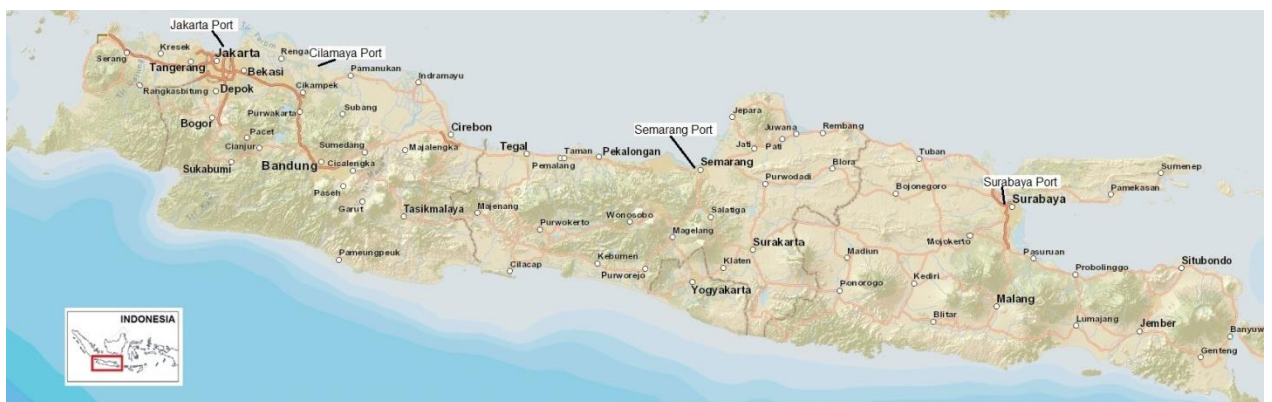 Jakarta Port
Kresek
Jakarta
Renga
Cilamaya Port
Serang
Tangerang
Bekasi
Pamanukan
Indramayu
Rangkasbitung
Depok
Cikampek
Jepara
Bogor
Purwakarta
Subang
Juwana
Rembang
Pacet
Cirebon
Semarang Port
Jati
Pati
Cianjur
Sumedang
Majalengka
Tegal
Taman
Pekalongan
Tuban
Sukabumi
Bandung
Cicalengka
Pemalang
Semarang
Blora
Sumenep
Paseh
Purwodadi
Bojonegoro
Surabaya Port
Pamekasan
Garut
Tasikmalaya
Majenang
Wonosobo
Salatiga
Surabaya
Purwokerto
Magelang
Mojokerto
Pameungpeuk
Kebumen
Surakarta
Madiun
Pasuruan
Cilacap
Purworejo
Klaten
Kediri
Probolinggo
Situbondo
Yogyakarta
Ponorogo
Malang
INDONESIA
Blitar
Lumajang
Jember
Banyuw
Genteng